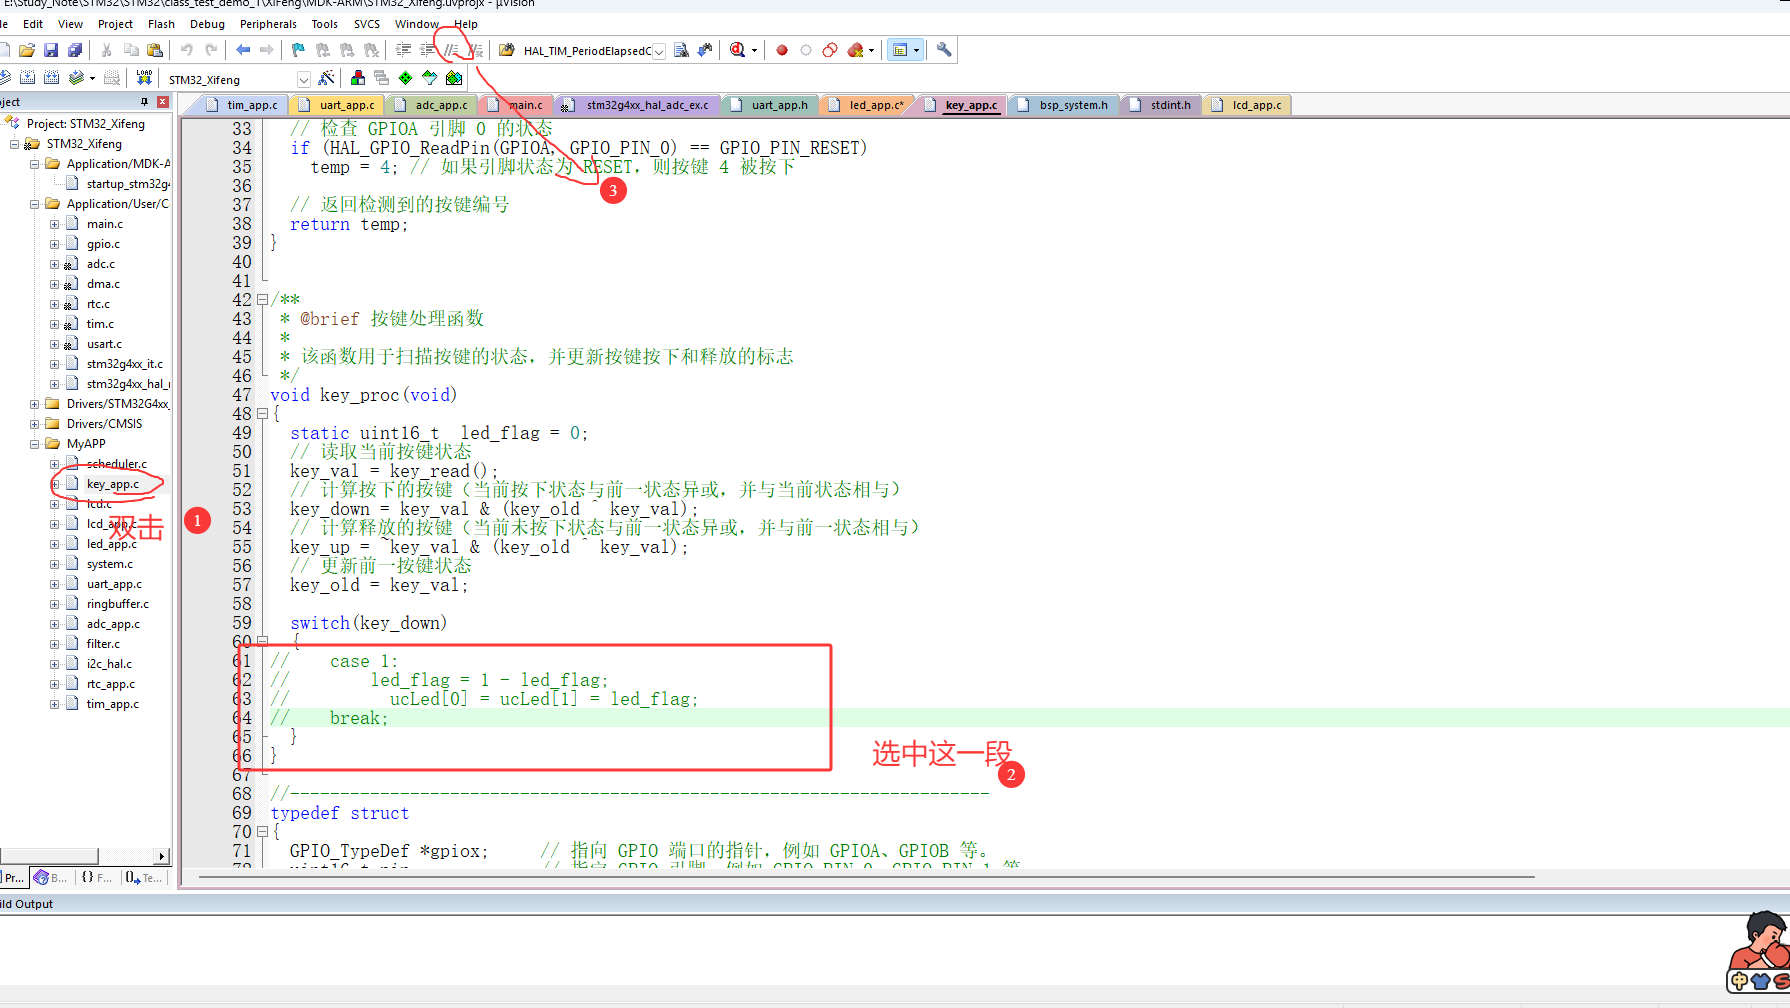 E:\Study_Note\STM32\STM32\class_test_demo_1\XiFeng\MDK-ARM\STM32_Xifeng.uvprojx - µVision
le Edit View Project Flash Debug Peripherals Tools SVCS Window Help
HAL_TIM_PeriodElapsedC
LOAD
STM32_Xifeng
ject
tim_app.c uart_app.c adc_app.c main.c stm32g4xx_hal_adc_ex.c uart_app.h led_app.c* key_app.c bsp_system.h stdint.h lcd_app.c
Project: STM32_Xifeng
STM32_Xifeng
Application/MDK-A
startup_stm32g4
Application/User/C
main.c
gpio.c
adc.c
dma.c
rtc.c
tim.c
usart.c
stm32g4xx_it.c
stm32g4xx_hal_r
Drivers/STM32G4xx_
Drivers/CMSIS
MyAPP
scheduler.c
key_app.c
lcd.c
lcd_app.c
led_app.c
system.c
uart_app.c
ringbuffer.c
adc_app.c
filter.c
i2c_hal.c
rtc_app.c
tim_app.c
双击
1
33 // 检查 GPIOA 引脚 0 的状态
34 if (HAL_GPIO_ReadPin(GPIOA, GPIO_PIN_0) == GPIO_PIN_RESET)
35 temp = 4; // 如果引脚状态为 RESET，则按键 4 被按下
3
36
37 // 返回检测到的按键编号
38 return temp;
39 }
40
41
42 /**
43 * @brief 按键处理函数
44 *
45 * 该函数用于扫描按键的状态，并更新按键按下和释放的标志
46 */
47 void key_proc(void)
48 {
49 static uint16_t led_flag = 0;
50 // 读取当前按键状态
51 key_val = key_read();
52 // 计算按下的按键（当前按下状态与前一状态异或，并与当前状态相与）
53 key_down = key_val & (key_old ^ key_val);
54 // 计算释放的按键（当前未按下状态与前一状态异或，并与前一状态相与）
55 key_up = ~key_val & (key_old ^ key_val);
56 // 更新前一按键状态
57 key_old = key_val;
58
59 switch(key_down)
60 {
61 // case 1:
62 // led_flag = 1 - led_flag;
63 // ucLed[0] = ucLed[1] = led_flag;
64 // break;
65 }
66 }
选中这一段
2
67
68 //----------------------------------------------------------------------
69 typedef struct
70 {
71 GPIO_TypeDef *gpiox; // 指向 GPIO 端口的指针，例如 GPIOA、GPIOB 等。
Pr... B... {} F... Te...
ild Output
中